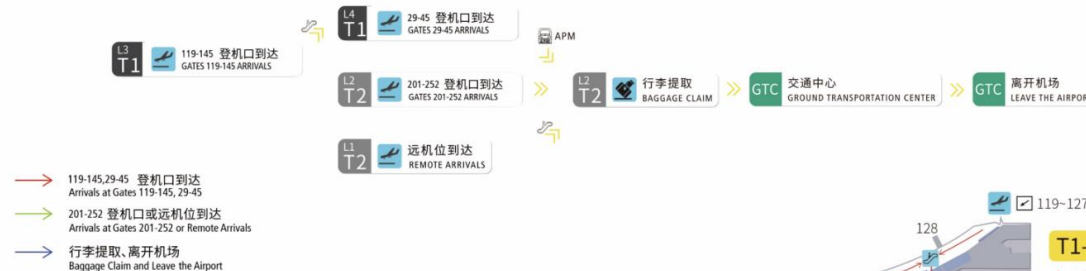 L4
T1
29-45 登机口到达
GATES 29-45 ARRIVALS
L3
T1
119-145 登机口到达
GATES 119-145 ARRIVALS
APM
L2
T2
201-252 登机口到达
GATES 201-252 ARRIVALS
L2
T2
行李提取
BAGGAGE CLAIM
GTC
交通中心
GROUND TRANSPORTATION CENTER
GTC
离开机场
LEAVE THE AIRPOR
L1
T2
远机位到达
REMOTE ARRIVALS
119-145,29-45 登机口到达
Arrivals at Gates 119-145, 29-45
201-252 登机口或远机位到达
Arrivals at Gates 201-252 or Remote Arrivals
行李提取、离开机场
Baggage Claim and Leave the Airport
119~127
128
T1-